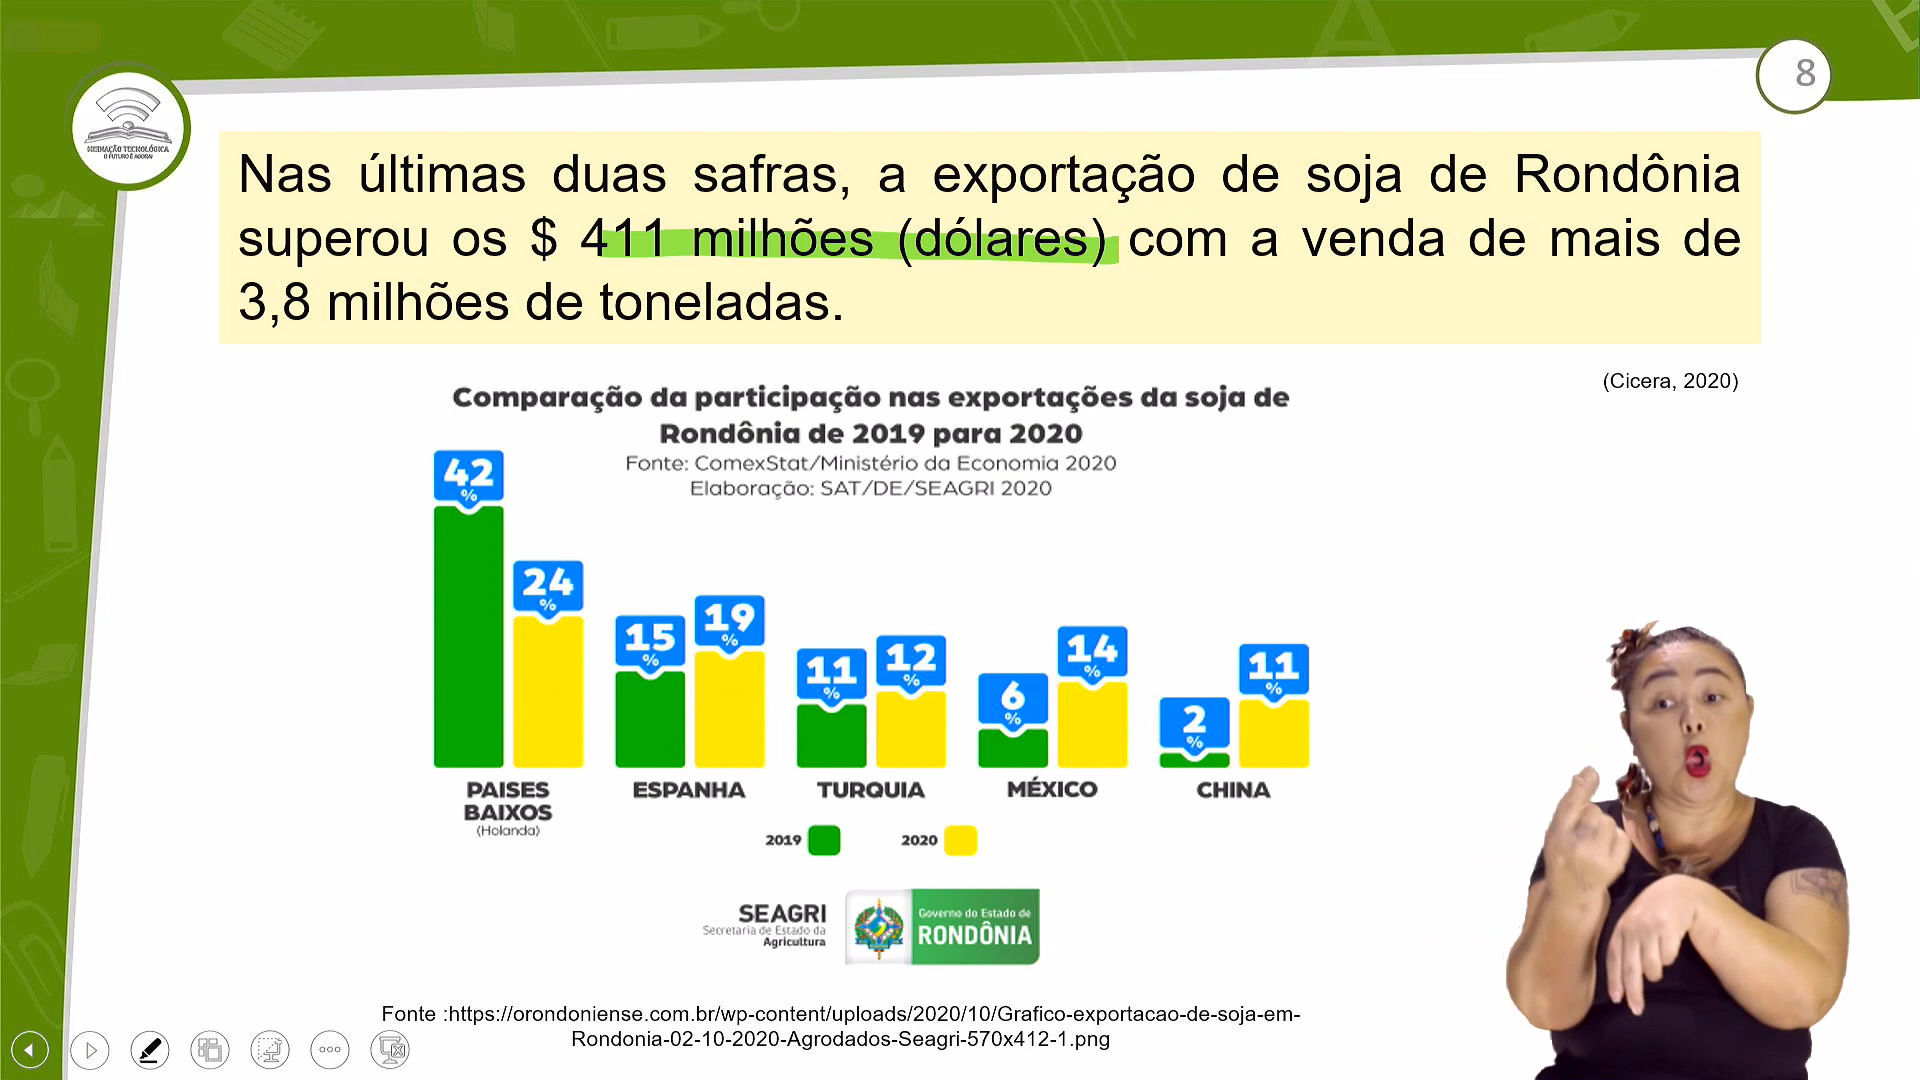 8
MEDIAÇÃO TECNOLÓGICA
O FUTURO É AGORA!
Nas últimas duas safras, a exportação de soja de Rondônia
superou os $ 411 milhões (dólares) com a venda de mais de
3,8 milhões de toneladas.
(Cicera, 2020)
Comparação da participação nas exportações da soja de
Rondônia de 2019 para 2020
Fonte: ComexStat/Ministério da Economia 2020
Elaboração: SAT/DE/SEAGRI 2020
42 %
24 %
15 %
19 %
11 %
12 %
6 %
14 %
2 %
11 %
PAISES
BAIXOS
(Holanda)
ESPANHA
TURQUIA
MÉXICO
CHINA
2019
2020
SEAGRI
Secretaria de Estado da
Agricultura
Governo do Estado de
RONDÔNIA
Fonte :https://orondoniense.com.br/wp-content/uploads/2020/10/Grafico-exportacao-de-soja-em-
Rondonia-02-10-2020-Agrodados-Seagri-570x412-1.png